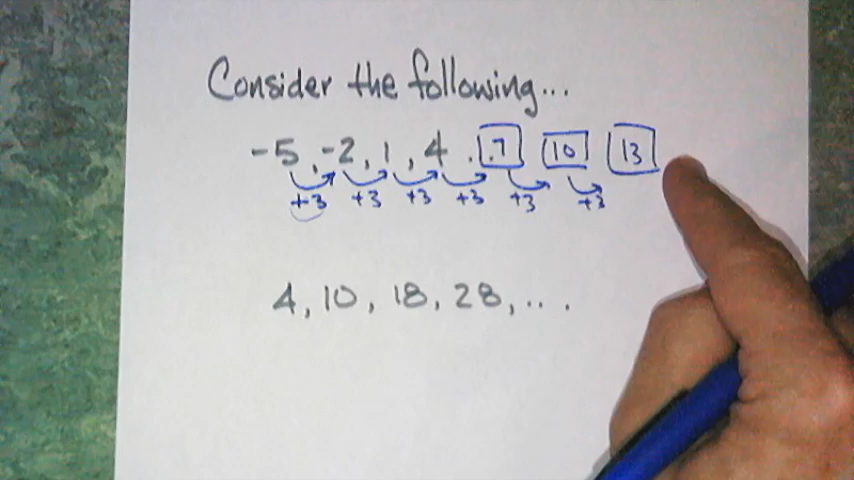 Consider the following...
-5, -2, 1, 4 . . 7 10 13
+3 +3 +3 +3 +3 +3
4, 10, 18, 28, ...